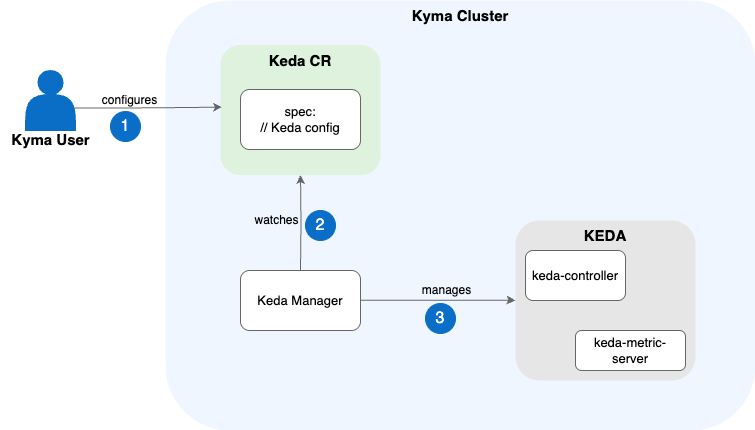 Kyma Cluster
Keda CR
spec:
// Keda config
configures
1
Kyma User
watches
2
Keda Manager
manages
3
KEDA
keda-controller
keda-metric-
server